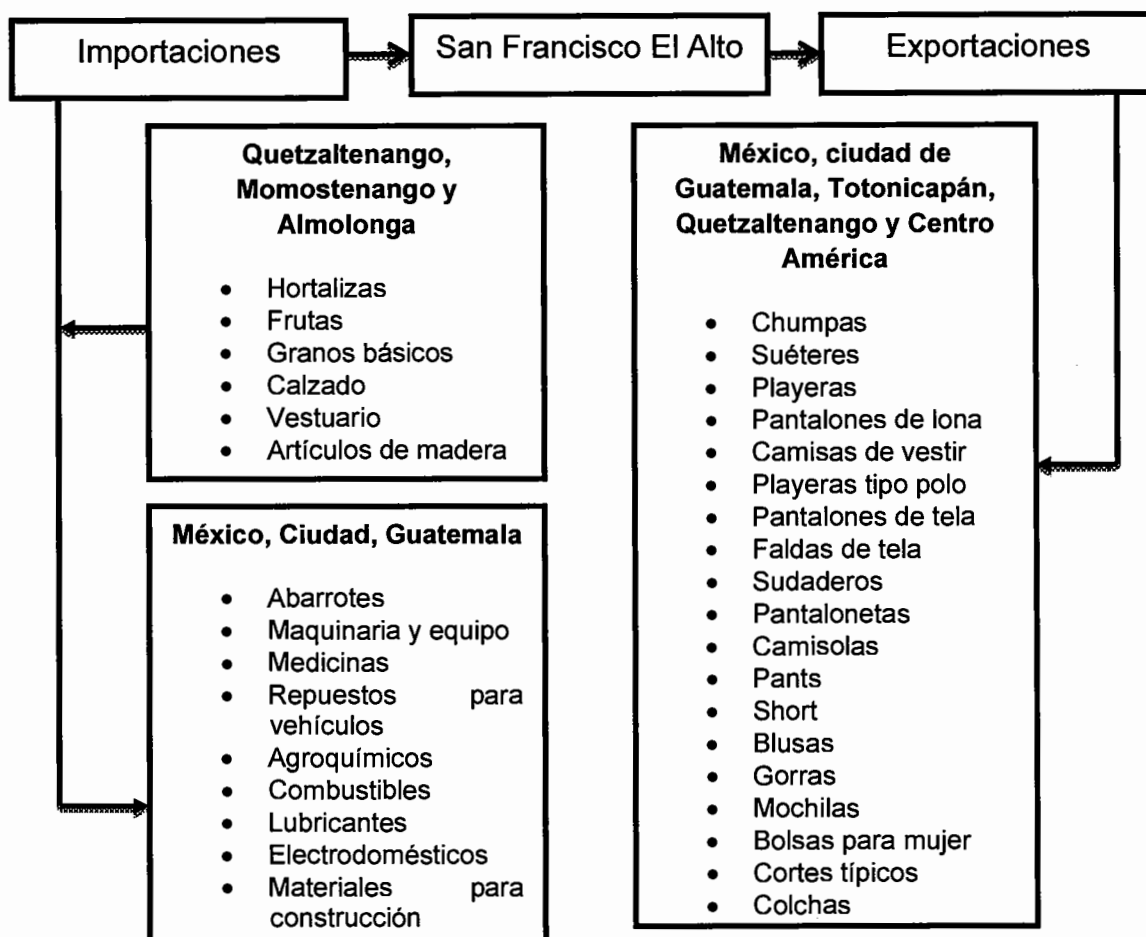 Importaciones
San Francisco El Alto
Exportaciones
Quetzaltenango,
Momostenango y
Almolonga
• Hortalizas
• Frutas
• Granos básicos
• Calzado
• Vestuario
• Artículos de madera
México, Ciudad, Guatemala
• Abarrotes
• Maquinaria y equipo
• Medicinas
• Repuestos para
vehículos
• Agroquímicos
• Combustibles
• Lubricantes
• Electrodomésticos
• Materiales para
construcción
México, ciudad de
Guatemala, Totonicapán,
Quetzaltenango y Centro
América
• Chumpas
• Suéteres
• Playeras
• Pantalones de lona
• Camisas de vestir
• Playeras tipo polo
• Pantalones de tela
• Faldas de tela
• Sudaderos
• Pantalonetas
• Camisolas
• Pants
• Short
• Blusas
• Gorras
• Mochilas
• Bolsas para mujer
• Cortes típicos
• Colchas